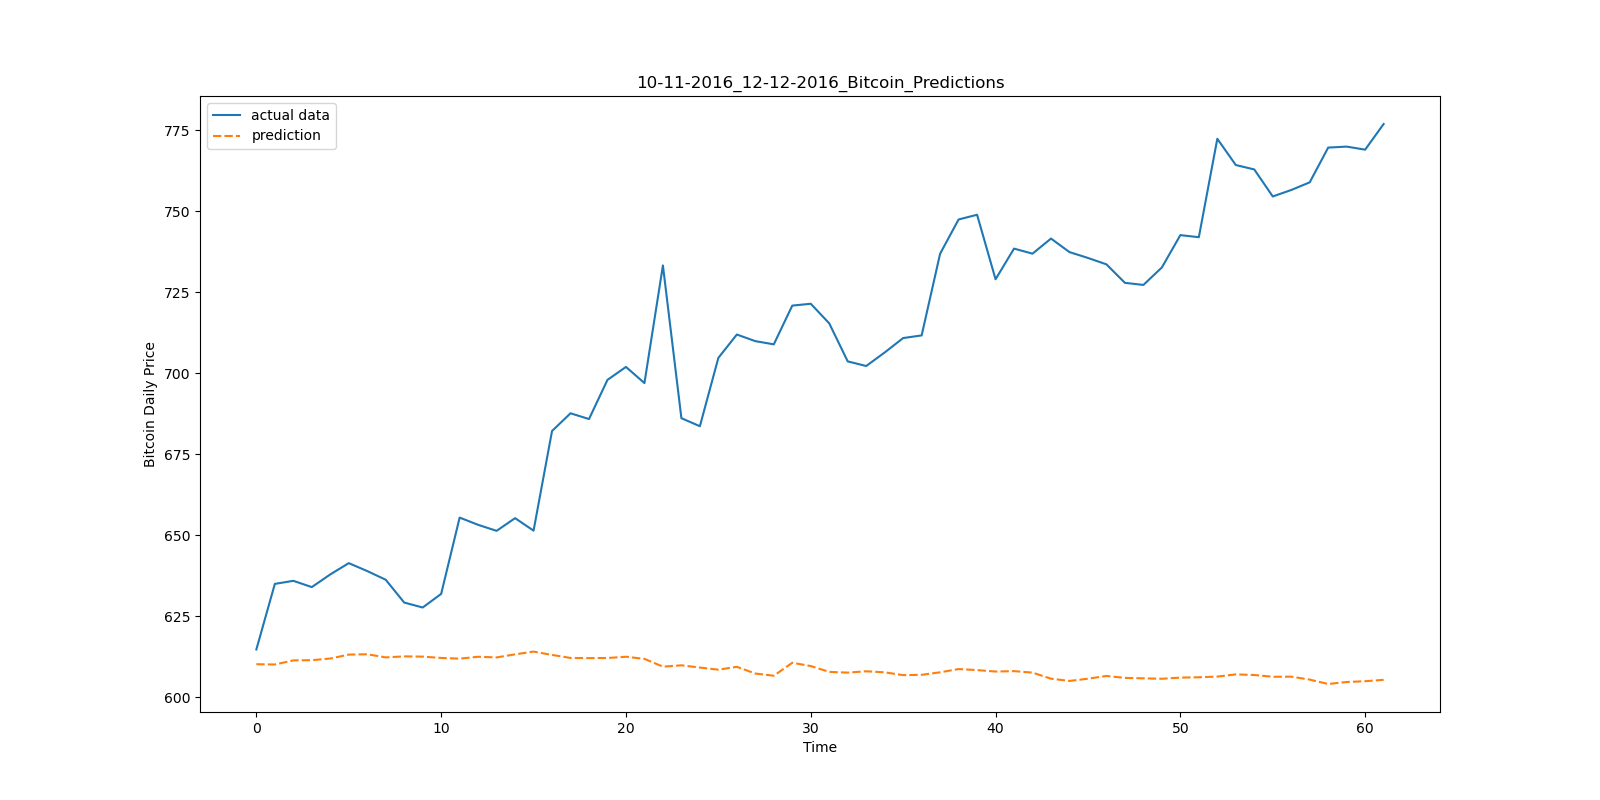 10-11-2016_12-12-2016_Bitcoin_Predictions
actual data
prediction
775
750
725
700
675
650
625
600
Bitcoin Daily Price
0 10 20 30 40 50 60
Time